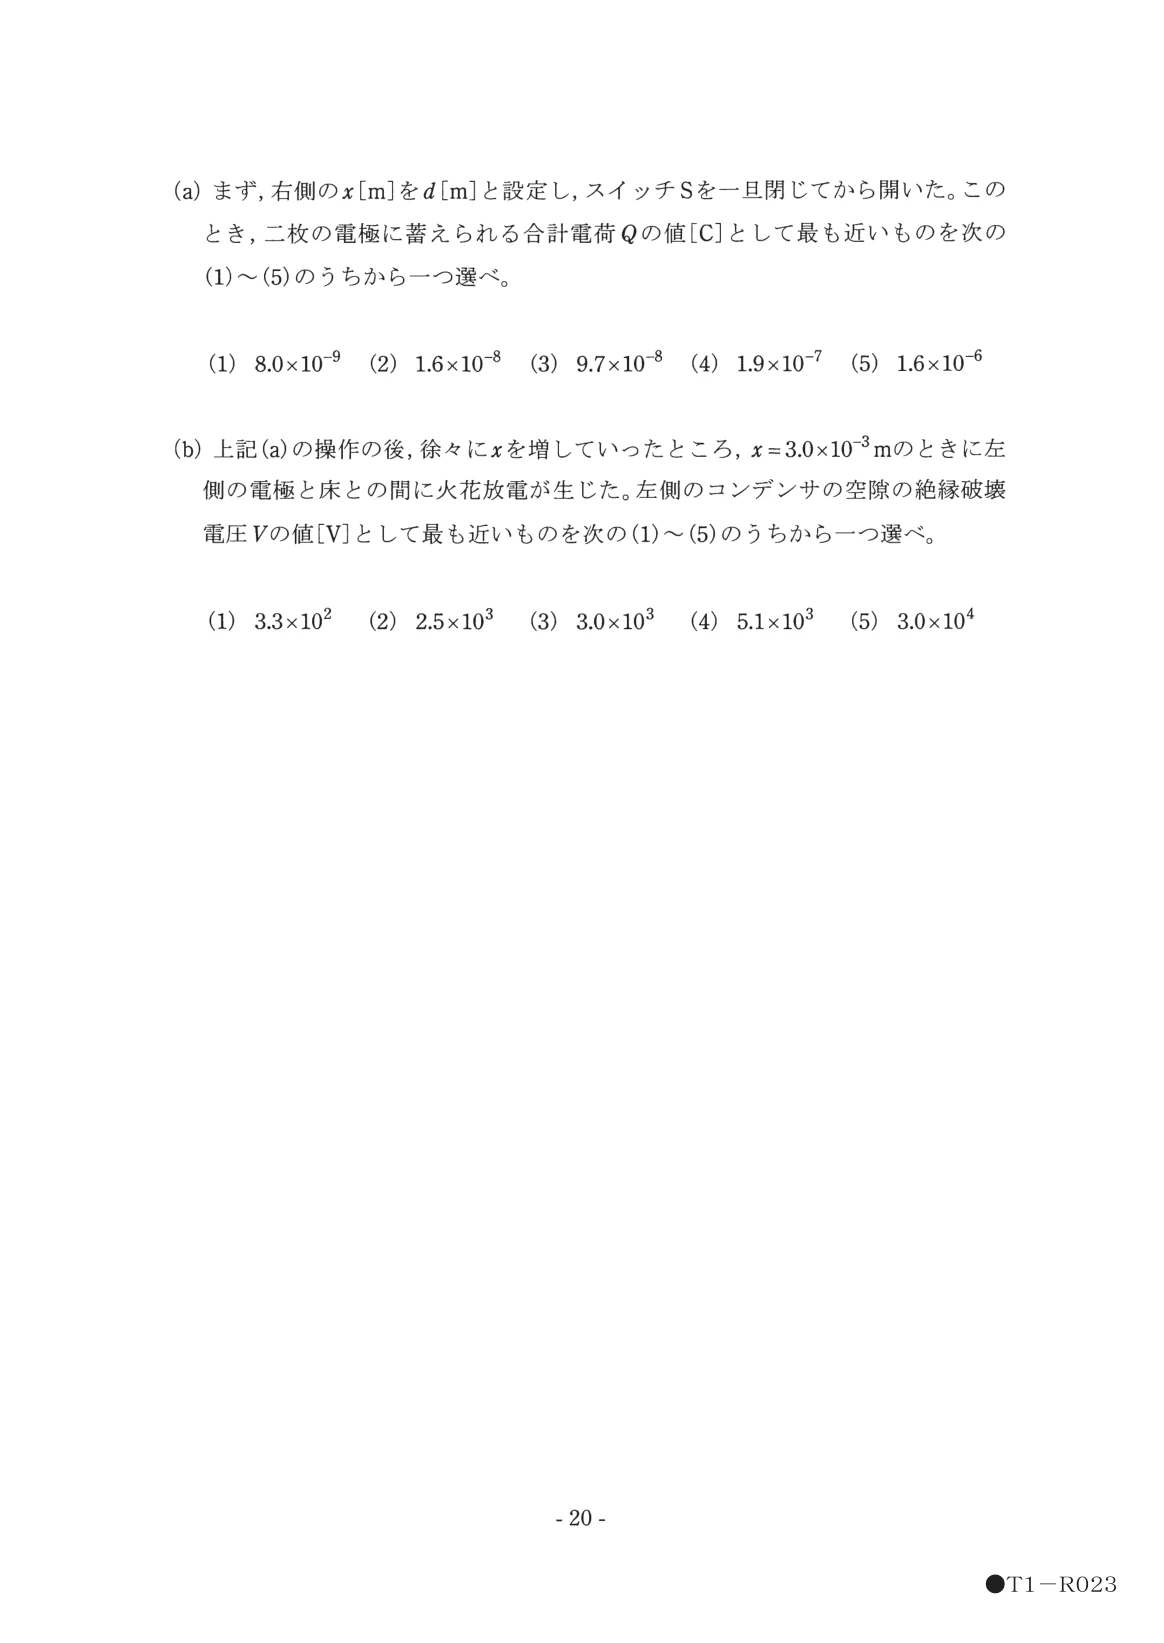 (a) まず,右側のx[m]をd[m]と設定し,スイッチSを一旦閉じてから開いた。この
とき,二枚の電極に蓄えられる合計電荷Qの値[C]として最も近いものを次の
(1)～(5)のうちから一つ選べ。
(1) 8.0×10⁻⁹ (2) 1.6×10⁻⁸ (3) 9.7×10⁻⁸ (4) 1.9×10⁻⁷ (5) 1.6×10⁻⁶
(b) 上記(a)の操作の後,徐々にxを増していったところ, x=3.0×10⁻³mのときに左
側の電極と床との間に火花放電が生じた。左側のコンデンサの空隙の絶縁破壊
電圧Vの値[V]として最も近いものを次の(1)～(5)のうちから一つ選べ。
(1) 3.3×10² (2) 2.5×10³ (3) 3.0×10³ (4) 5.1×10³ (5) 3.0×10⁴
- 20 -
●T1－R023